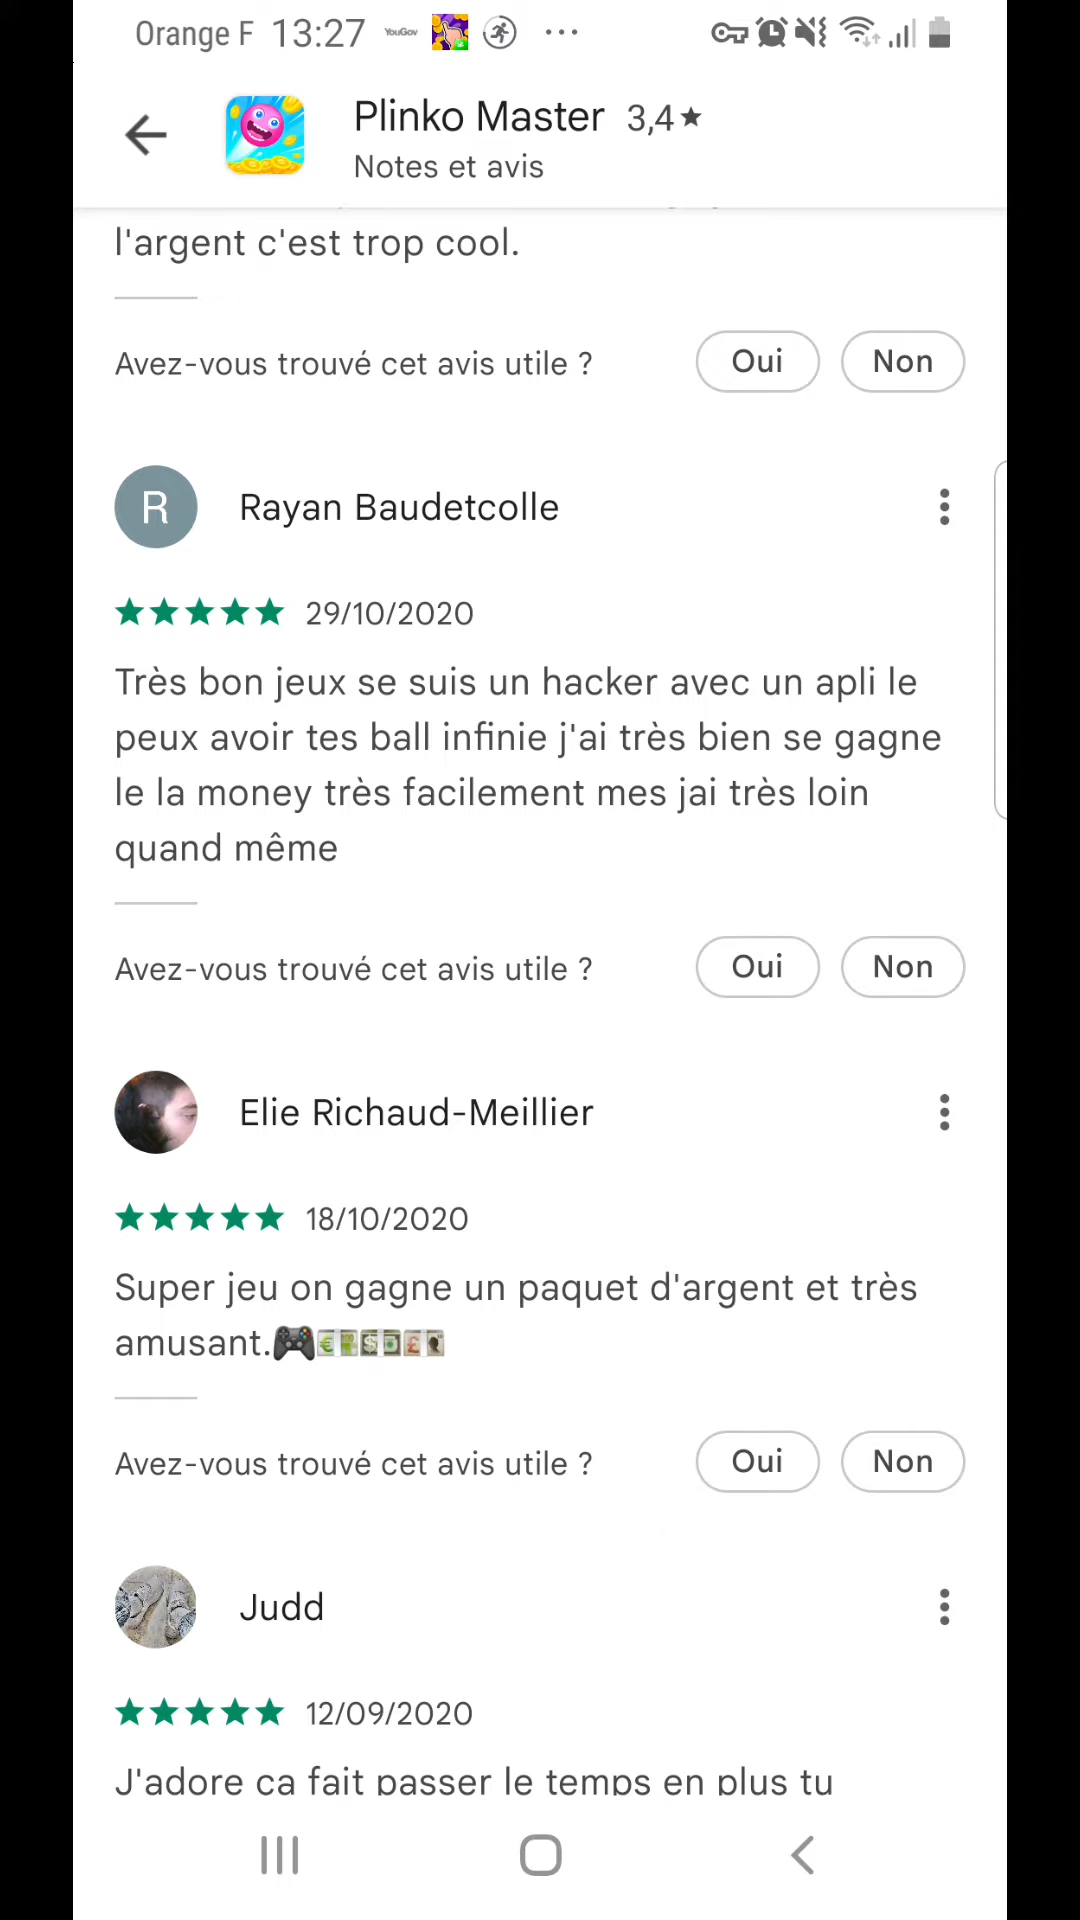 Orange F 13:27 YouGov
Plinko Master 3,4★
Notes et avis
l'argent c'est trop cool.
Avez-vous trouvé cet avis utile ? Oui Non
R Rayan Baudetcolle
29/10/2020
Très bon jeux se suis un hacker avec un apli le
peux avoir tes ball infinie j'ai très bien se gagne
le la money très facilement mes jai très loin
quand même
Avez-vous trouvé cet avis utile ? Oui Non
Elie Richaud-Meillier
18/10/2020
Super jeu on gagne un paquet d'argent et très
amusant.🎮💶💵💷
Avez-vous trouvé cet avis utile ? Oui Non
Judd
12/09/2020
J'adore ca fait passer le temps en plus tu